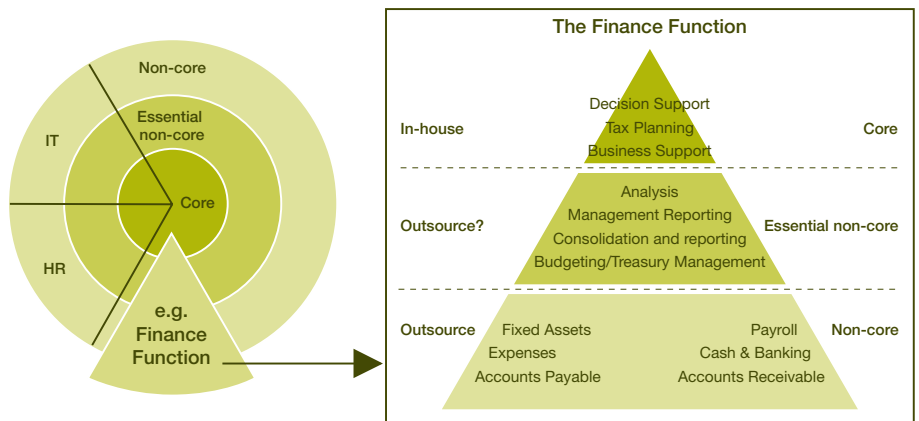 Non-core
Essential
non-core
IT
Core
HR
e.g.
Finance
Function
The Finance Function
Decision Support
In-house
Tax Planning
Core
Business Support
Analysis
Management Reporting
Outsource?
Essential non-core
Consolidation and reporting
Budgeting/Treasury Management
Outsource
Fixed Assets
Payroll
Non-core
Expenses
Cash & Banking
Accounts Payable
Accounts Receivable